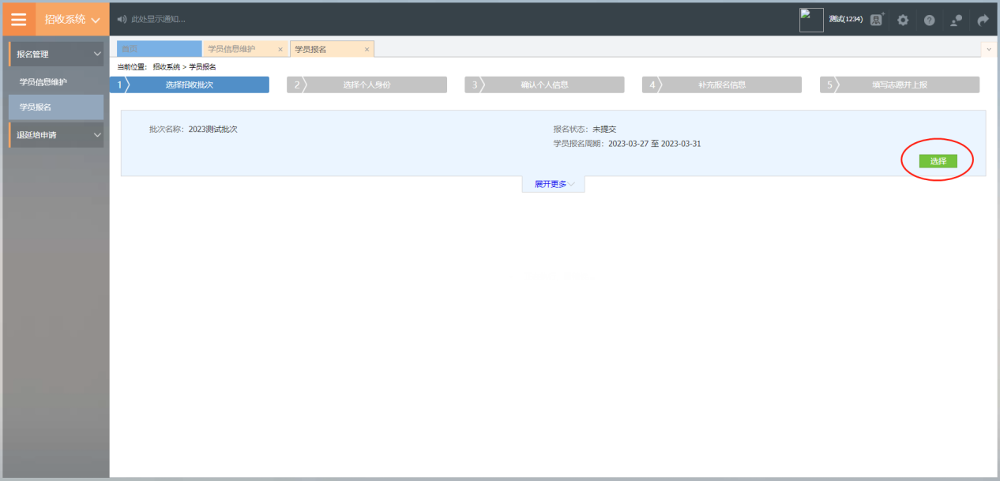 招收系统
此处显示通知...
测试(1234)
报名管理
学员信息维护
学员报名
退延培申请
首页
学员信息维护 ×
学员报名 ×
当前位置: 招收系统 > 学员报名
1 选择招收批次
2 选择个人身份
3 确认个人信息
4 补充报名信息
5 填写志愿并上报
批次名称: 2023测试批次
报名状态: 未提交
学员报名周期: 2023-03-27 至 2023-03-31
选择
展开更多